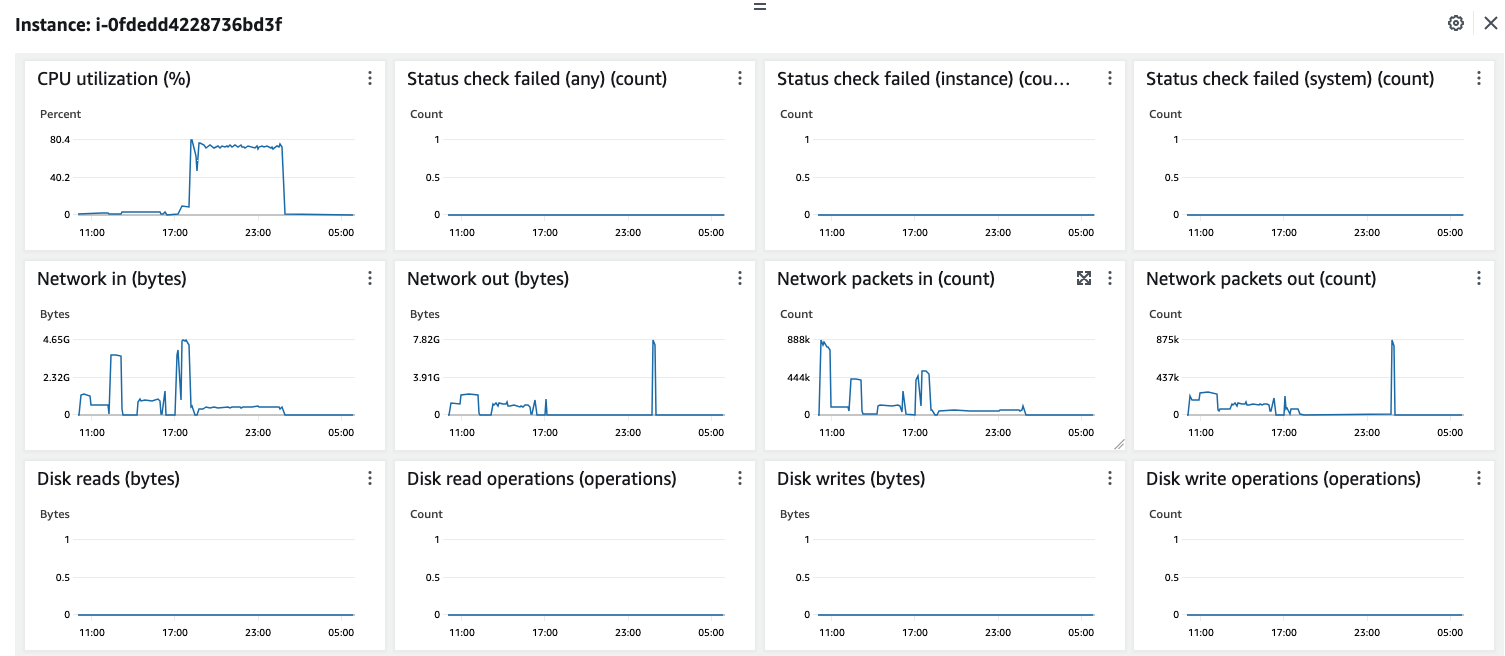 Instance: i-0fdedd4228736bd3f
CPU utilization (%)
Percent
80.4
40.2
0
11:00 17:00 23:00 05:00
Status check failed (any) (count)
Count
1
0.5
0
11:00 17:00 23:00 05:00
Status check failed (instance) (cou...
Count
1
0.5
0
11:00 17:00 23:00 05:00
Status check failed (system) (count)
Count
1
0.5
0
11:00 17:00 23:00 05:00
Network in (bytes)
Bytes
4.65G
2.32G
0
11:00 17:00 23:00 05:00
Network out (bytes)
Bytes
7.82G
3.91G
0
11:00 17:00 23:00 05:00
Network packets in (count)
Count
888k
444k
0
11:00 17:00 23:00 05:00
Network packets out (count)
Count
875k
437k
0
11:00 17:00 23:00 05:00
Disk reads (bytes)
Bytes
1
0.5
0
11:00 17:00 23:00 05:00
Disk read operations (operations)
Count
1
0.5
0
11:00 17:00 23:00 05:00
Disk writes (bytes)
Bytes
1
0.5
0
11:00 17:00 23:00 05:00
Disk write operations (operations)
Count
1
0.5
0
11:00 17:00 23:00 05:00